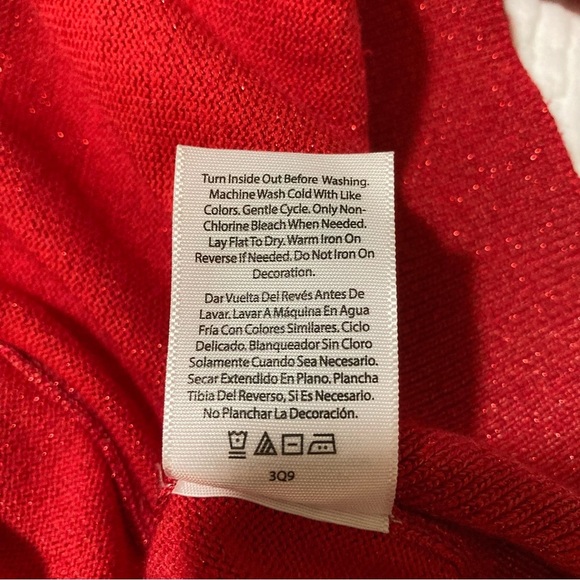 Turn Inside Out Before Washing.
Machine Wash Cold With Like
Colors. Gentle Cycle. Only Non-
Chlorine Bleach When Needed.
Lay Flat To Dry. Warm Iron On
Reverse If Needed. Do Not Iron On
Decoration.
Dar Vuelta Del Revés Antes De
Lavar. Lavar A Máquina En Agua
Fría Con Colores Similares. Ciclo
Delicado. Blanqueador Sin Cloro
Solamente Cuando Sea Necesario.
Secar Extendido En Plano. Plancha
Tibia Del Reverso, Si Es Necesario.
No Planchar La Decoración.
3Q9